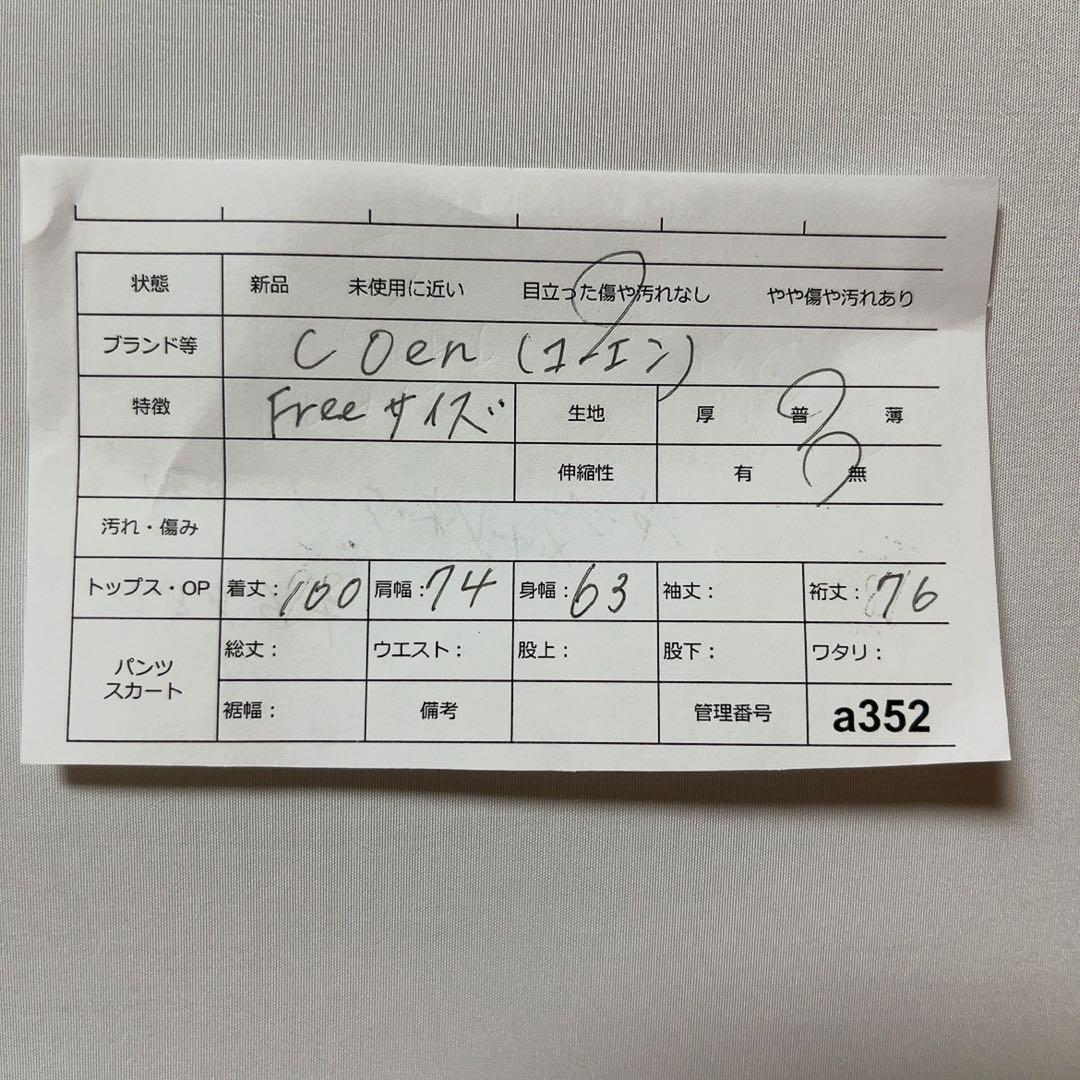 状態 新品 未使用に近い 目立った傷や汚れなし やや傷や汚れあり
ブランド等 COen (コーエン)
特徴 Freeサイズ 生地 厚 普 薄
伸縮性 有 無
汚れ・傷み
トップス・OP 着丈：100 肩幅：74 身幅：63 袖丈： 裄丈：76
パンツ スカート 総丈： ウエスト： 股上： 股下： ワタリ：
裾幅： 備考 管理番号 a352